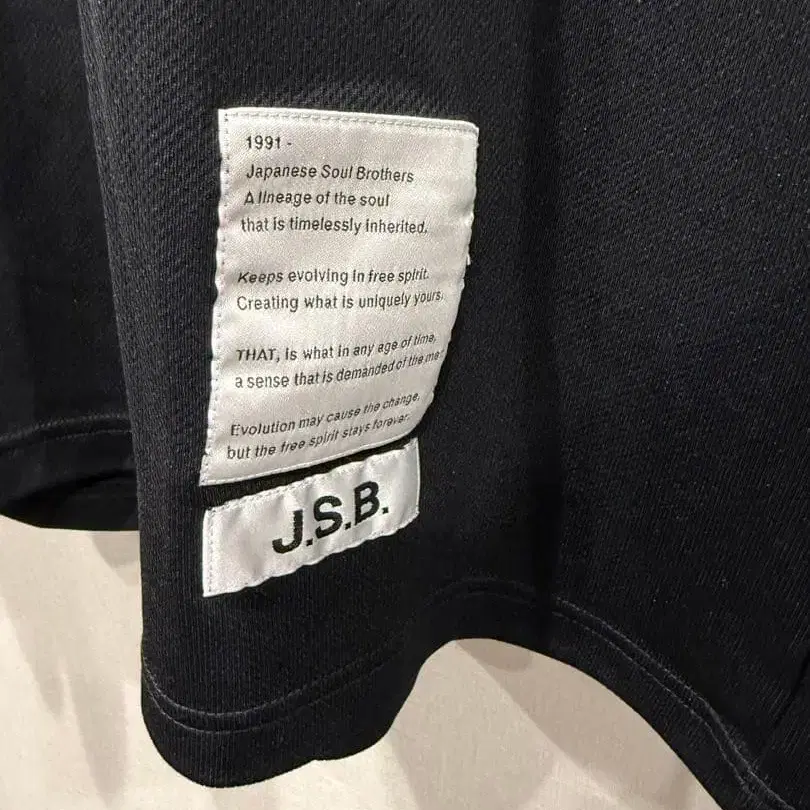 1991 -
Japanese Soul Brothers
A lineage of the soul
that is timelessly inherited.
Keeps evolving in free spirit.
Creating what is uniquely yours.
THAT, is what in any age of time,
a sense that is demanded of the me
Evolution may cause the change,
but the free spirit stays forever.
J.S.B.